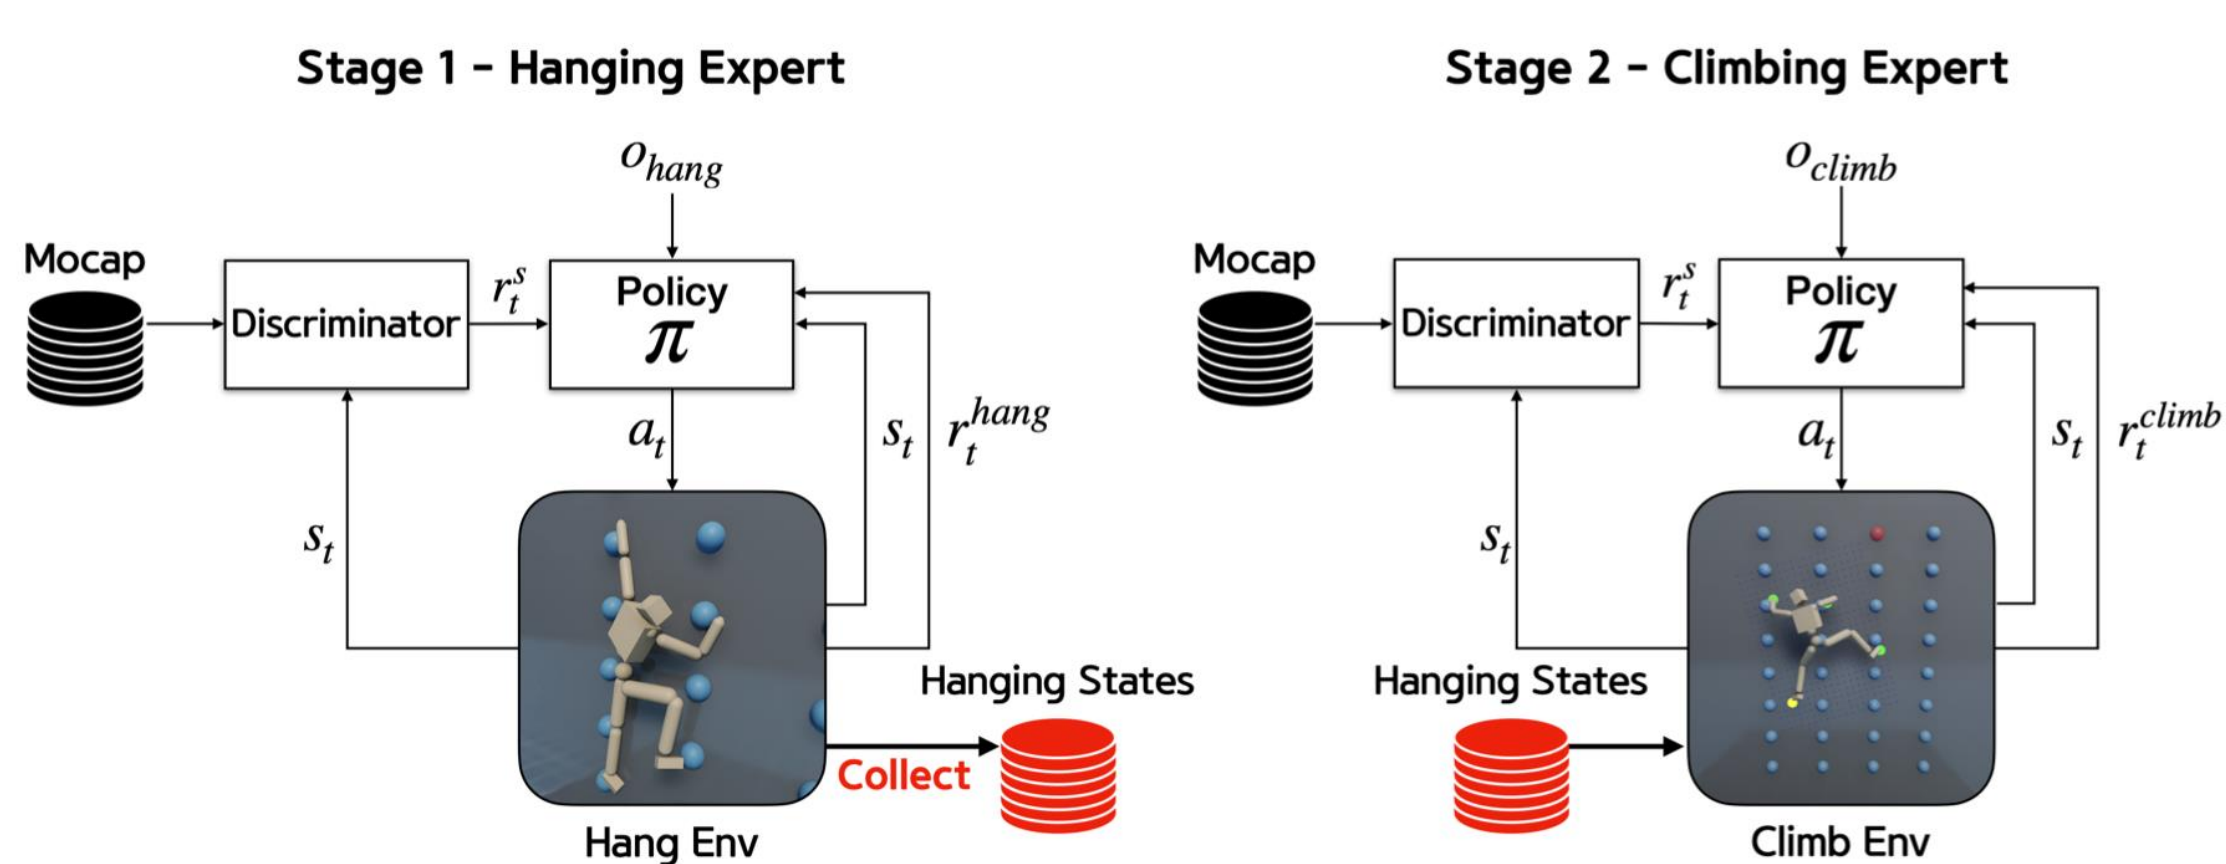 Stage 1 - Hanging Expert
o_hang
Mocap
Discriminator
r_t^s
Policy
π
a_t
s_t
r_t^hang
s_t
Hanging States
Collect
Hang Env
Stage 2 - Climbing Expert
o_climb
Mocap
Discriminator
r_t^s
Policy
π
a_t
s_t
r_t^climb
s_t
Hanging States
Climb Env